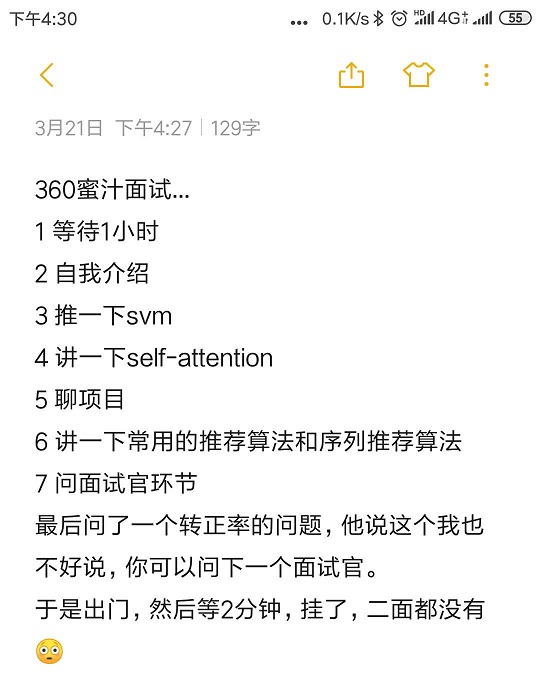 下午4:30
... 0.1K/s HD 4G 55
3月21日 下午4:27 | 129字
360蜜汁面试...
1 等待1小时
2 自我介绍
3 推一下svm
4 讲一下self-attention
5 聊项目
6 讲一下常用的推荐算法和序列推荐算法
7 问面试官环节
最后问了一个转正率的问题，他说这个我也
不好说，你可以问下一个面试官。
于是出门，然后等2分钟，挂了，二面都没有
😳